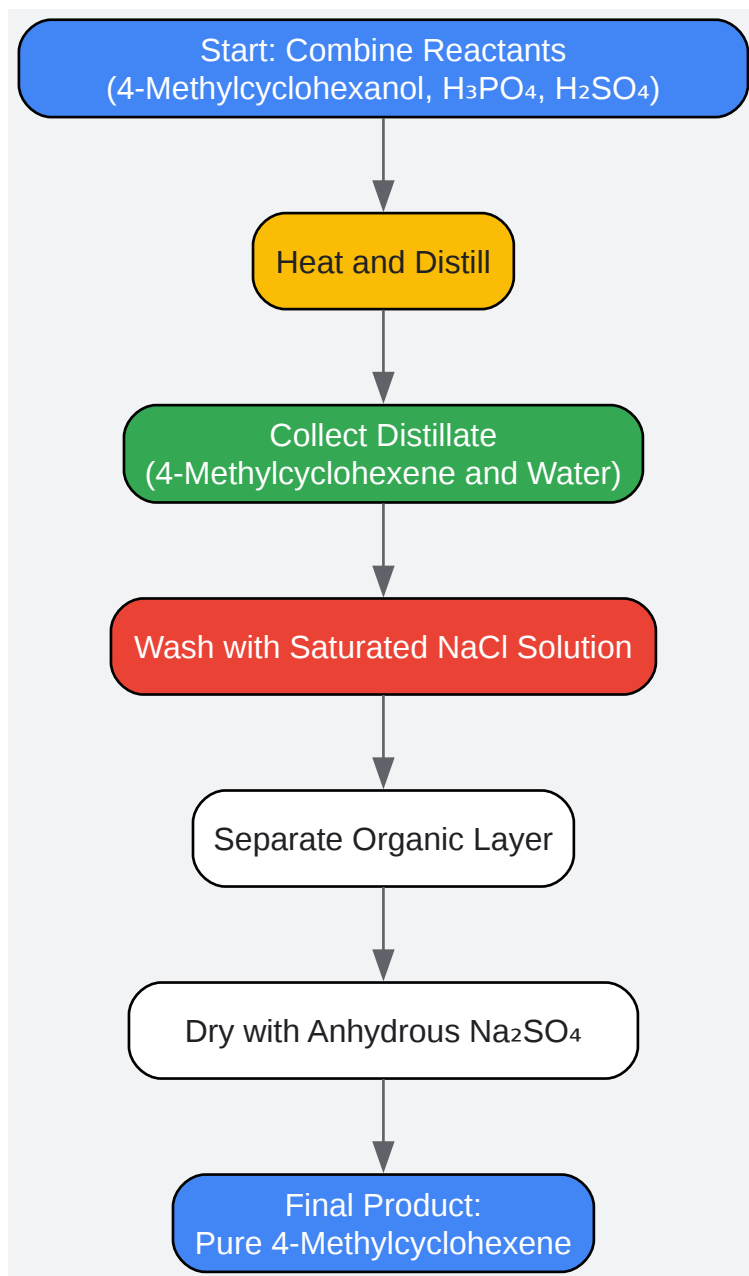 Start: Combine Reactants
(4-Methylcyclohexanol, H₃PO₄, H₂SO₄)
Heat and Distill
Collect Distillate
(4-Methylcyclohexene and Water)
Wash with Saturated NaCl Solution
Separate Organic Layer
Dry with Anhydrous Na₂SO₄
Final Product:
Pure 4-Methylcyclohexene